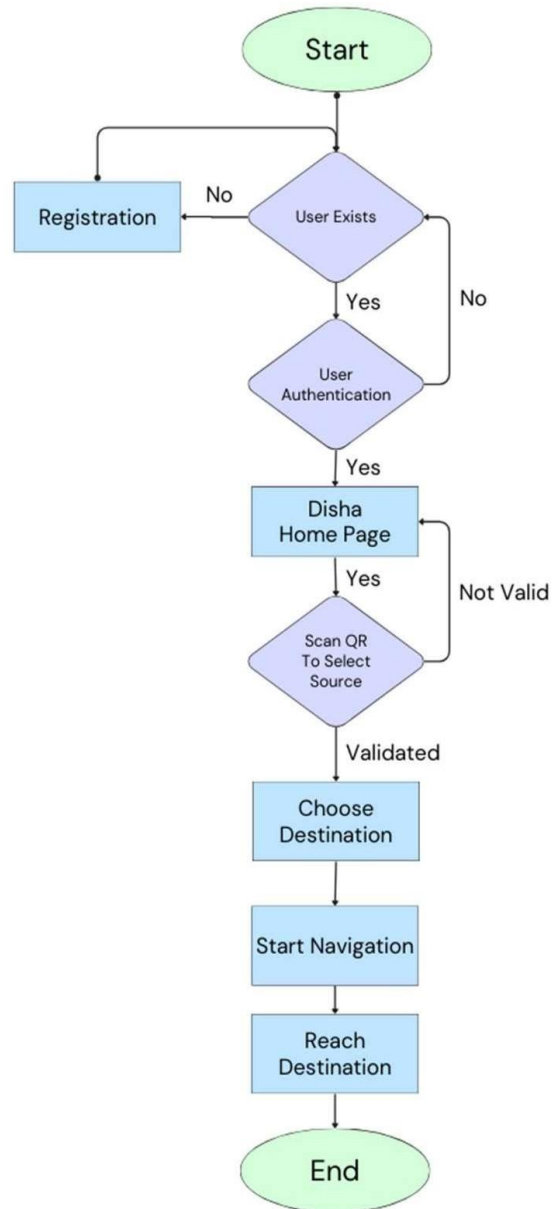 Start
No
Registration
User Exists
Yes
No
User
Authentication
Yes
Disha
Home Page
Yes
Not Valid
Scan QR
To Select
Source
Validated
Choose
Destination
Start Navigation
Reach
Destination
End